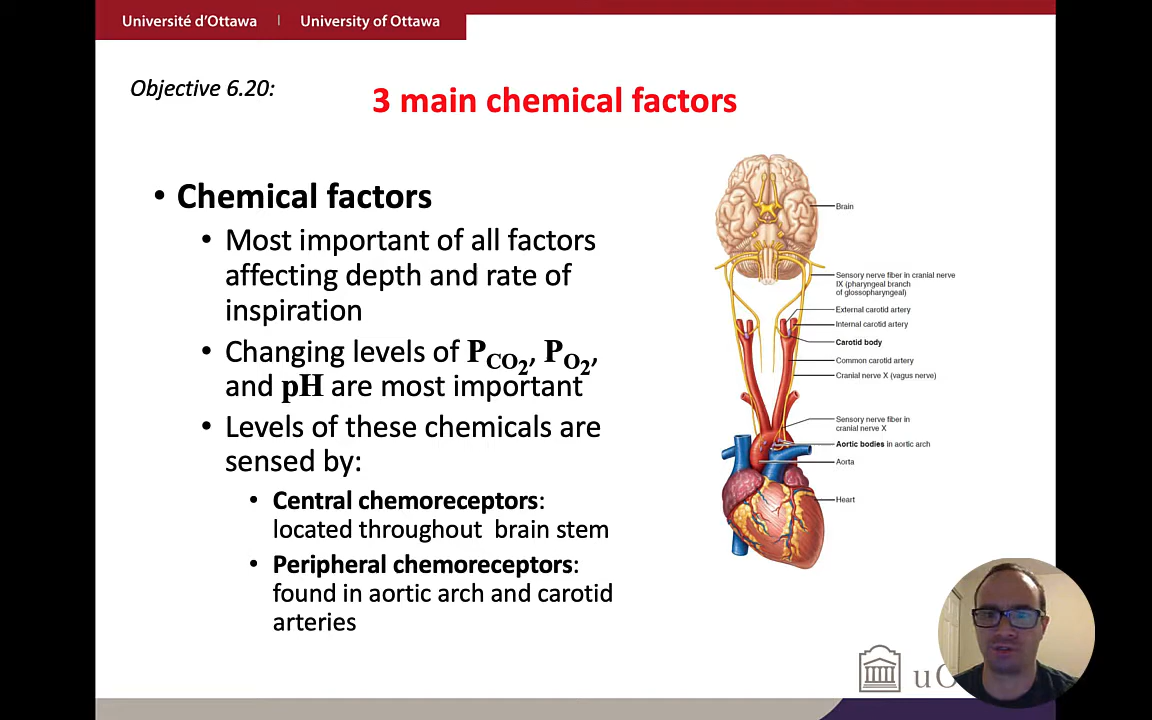 Université d'Ottawa | University of Ottawa
Objective 6.20:
3 main chemical factors
• Chemical factors
• Most important of all factors
affecting depth and rate of
inspiration
• Changing levels of PCO2, PO2,
and pH are most important
• Levels of these chemicals are
sensed by:
• Central chemoreceptors:
located throughout brain stem
• Peripheral chemoreceptors:
found in aortic arch and carotid
arteries
Brain
Sensory nerve fiber in cranial nerve
IX (pharyngeal branch
of glossopharyngeal)
External carotid artery
Internal carotid artery
Carotid body
Common carotid artery
Cranial nerve X (vagus nerve)
Sensory nerve fiber in
cranial nerve X
Aortic bodies in aortic arch
Aorta
Heart